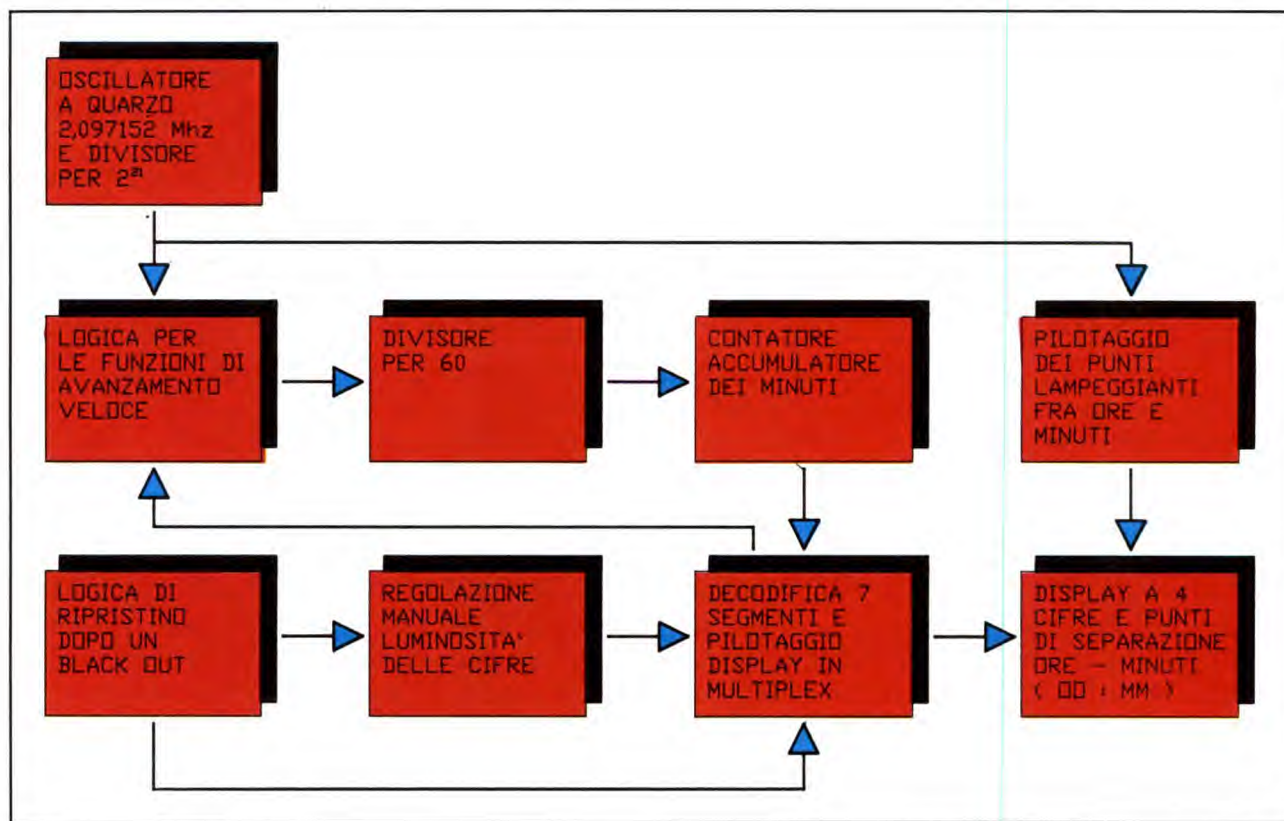 OSCILLATORE
A QUARZO
2,097152 Mhz
E DIVISORE
PER 2²¹
LOGICA PER
LE FUNZIONI DI
AVANZAMENTO
VELOCE
DIVISORE
PER 60
CONTATORE
ACCUMULATORE
DEI MINUTI
PILOTAGGIO
DEI PUNTI
LAMPEGGIANTI
FRA ORE E
MINUTI
LOGICA DI
RIPRISTINO
DOPO UN
BLACK OUT
REGOLAZIONE
MANUALE
LUMINOSITA'
DELLE CIFRE
DECODIFICA 7
SEGMENTI E
PILOTAGGIO
DISPLAY IN
MULTIPLEX
DISPLAY A 4
CIFRE E PUNTI
DI SEPARAZIONE
ORE - MINUTI
( OO : MM )